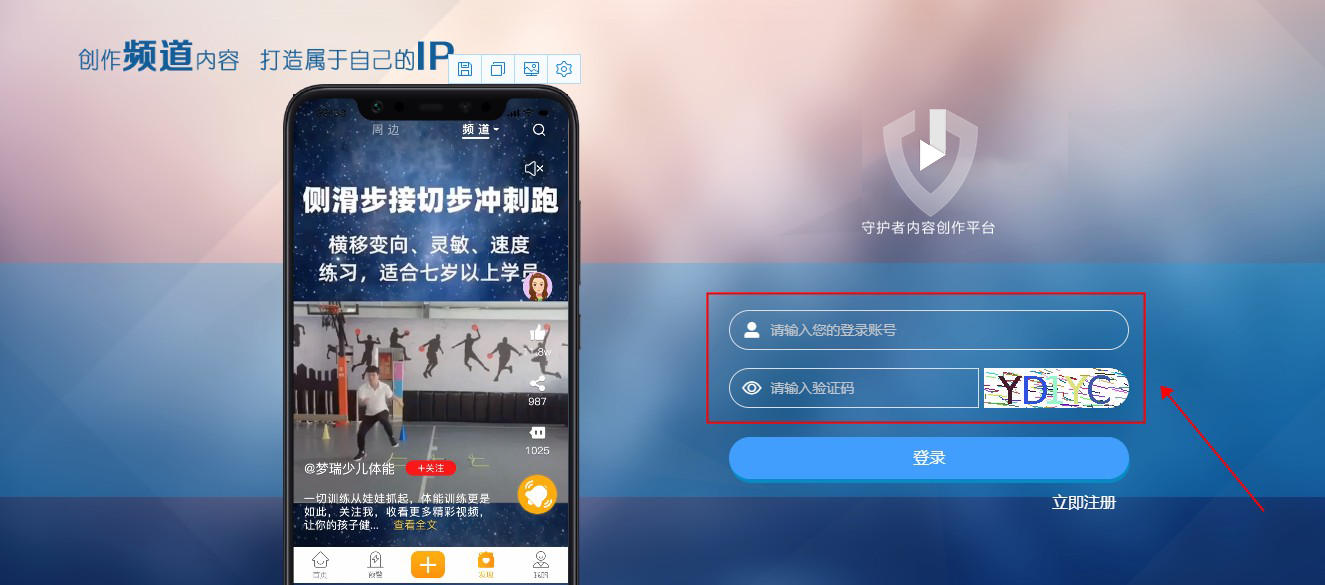 创作频道内容 打造属于自己的IP
周边
频道
侧滑步接切步冲刺跑
横移变向、灵敏、速度
练习，适合七岁以上学员
.8w
987
1025
@梦瑞少儿体能
+关注
一切训练从娃娃抓起，体能训练更是
如此，关注我，收看更多精彩视频，
让你的孩子健... 查看全文
首页
预警
发现
我的
守护者内容创作平台
请输入您的登录账号
请输入验证码
YD1YC
登录
立即注册